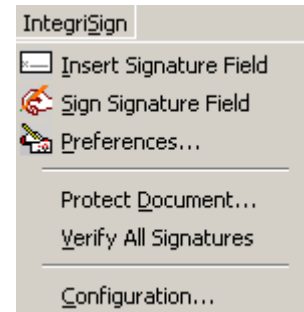 IntegriSign
Insert Signature Field
Sign Signature Field
Preferences...
Protect Document...
Verify All Signatures
Configuration...